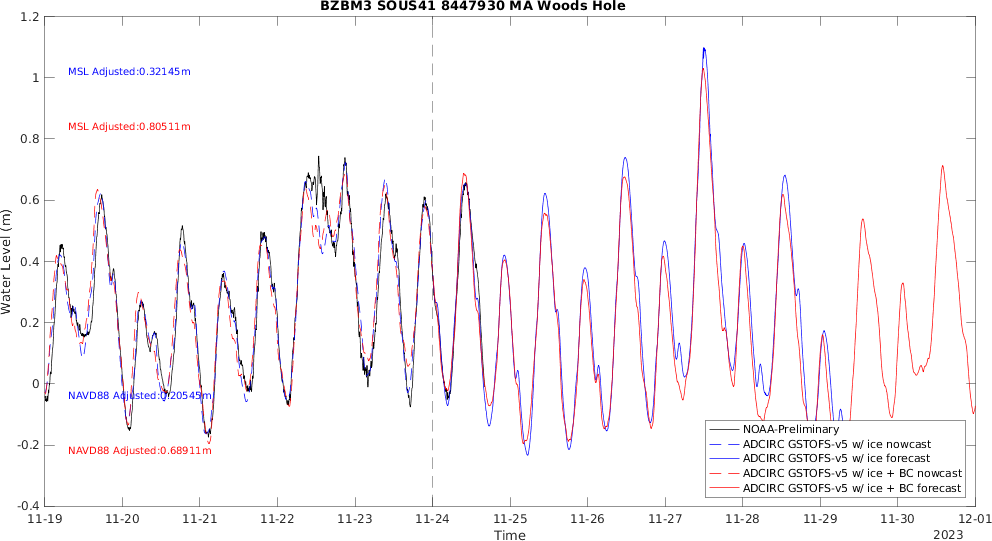 BZBM3 SOUS41 8447930 MA Woods Hole
1.2
1
0.8
0.6
0.4
0.2
0
-0.2
-0.4
Water Level (m)
MSL Adjusted:0.32145m
MSL Adjusted:0.80511m
NAVD88 Adjusted:0.20545m
NAVD88 Adjusted:0.68911m
NOAA-Preliminary
ADCIRC GSTOFS-v5 w/ ice nowcast
ADCIRC GSTOFS-v5 w/ ice forecast
ADCIRC GSTOFS-v5 w/ ice + BC nowcast
ADCIRC GSTOFS-v5 w/ ice + BC forecast
11-19 11-20 11-21 11-22 11-23 11-24 11-25 11-26 11-27 11-28 11-29 11-30 12-01
Time
2023